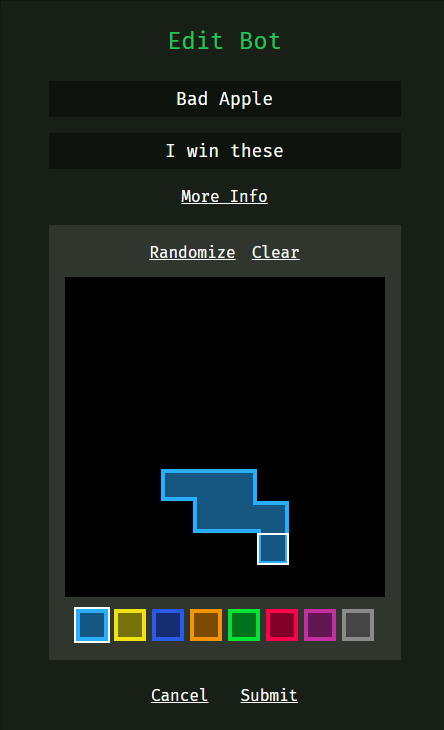 Edit Bot
Bad Apple
I win these
More Info
Randomize Clear
Cancel Submit